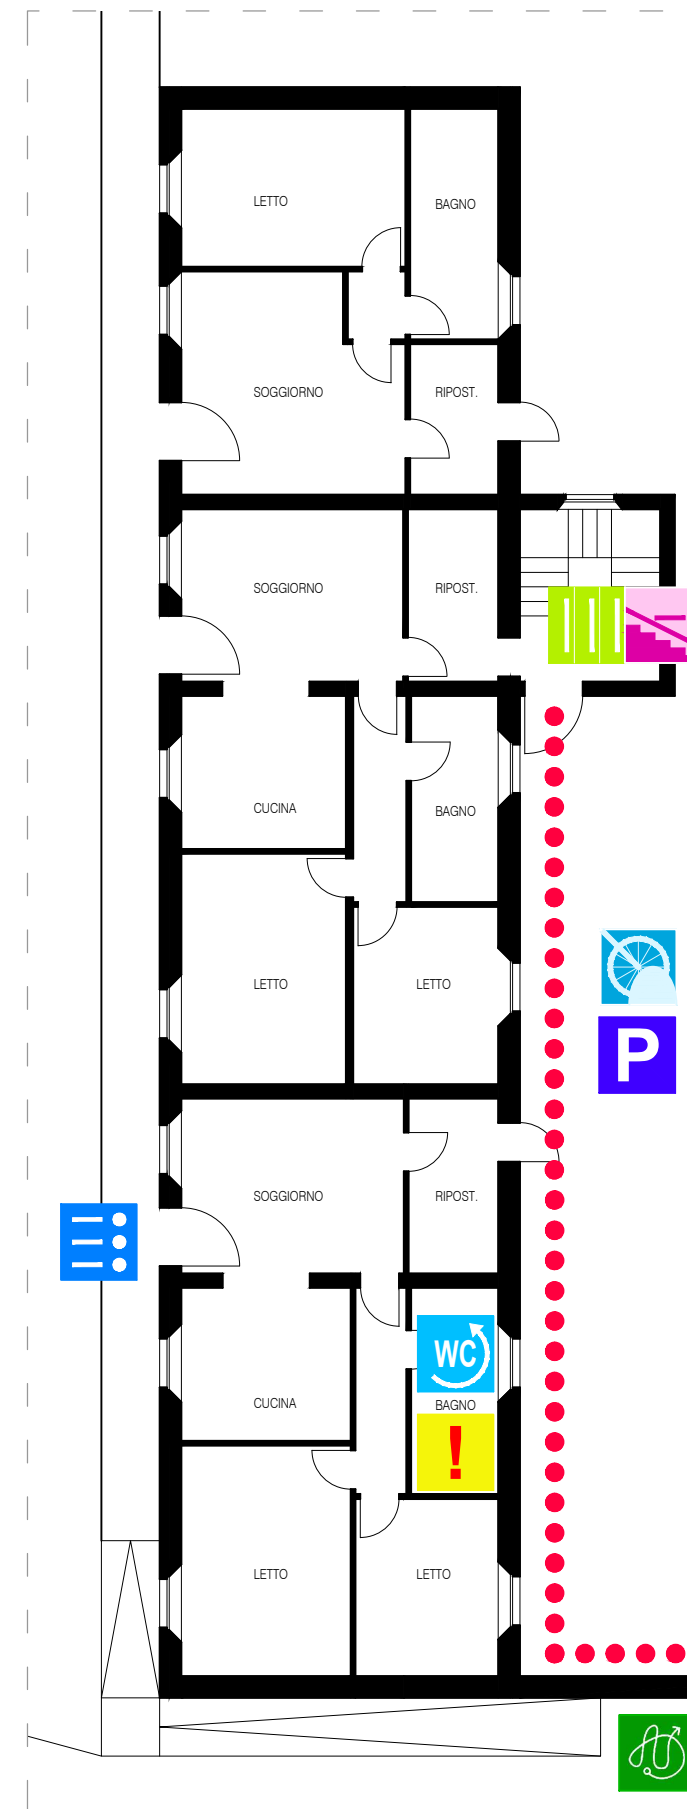 LETTO
BAGNO
SOGGIORNO
RIPOST.
SOGGIORNO
RIPOST.
CUCINA
BAGNO
LETTO
LETTO
P
SOGGIORNO
RIPOST.
WC
CUCINA
BAGNO
!
LETTO
LETTO